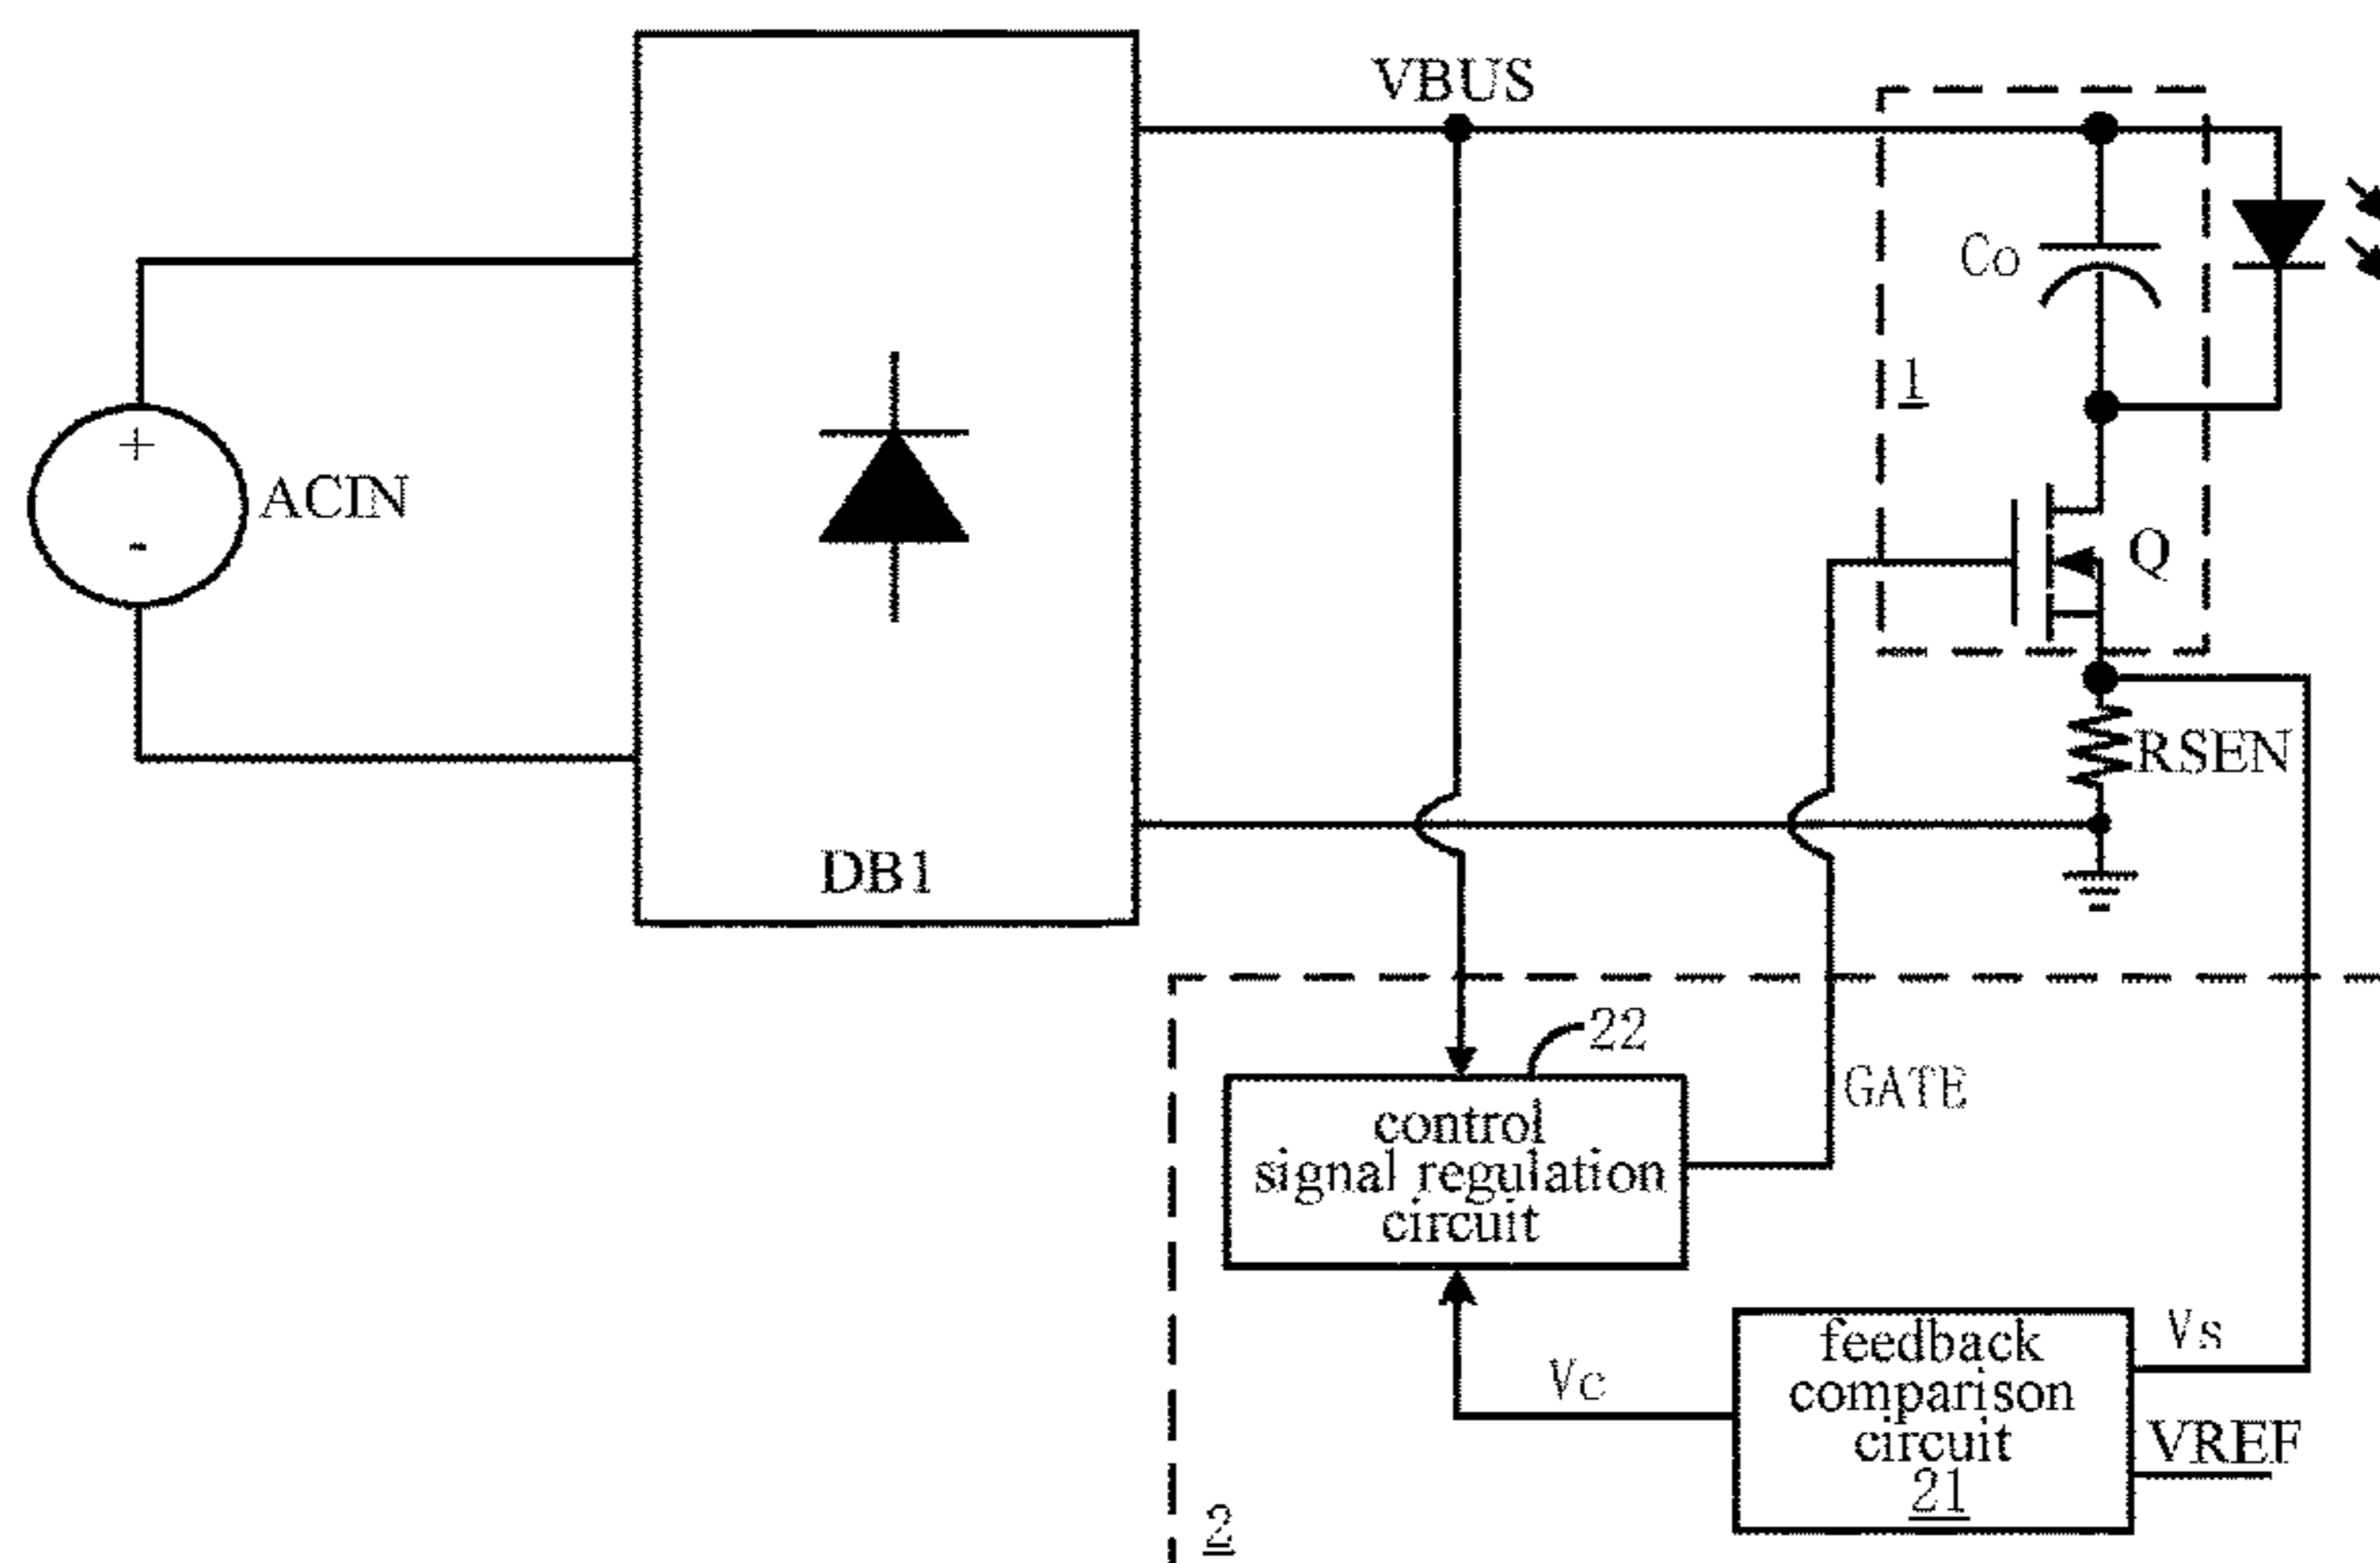 VBUS
Co
1
+
ACIN
-
Q
RSEN
DB1
22
GATE
control
signal regulation
circuit
Vs
feedback
comparison
circuit
21
Vc
VREF
2